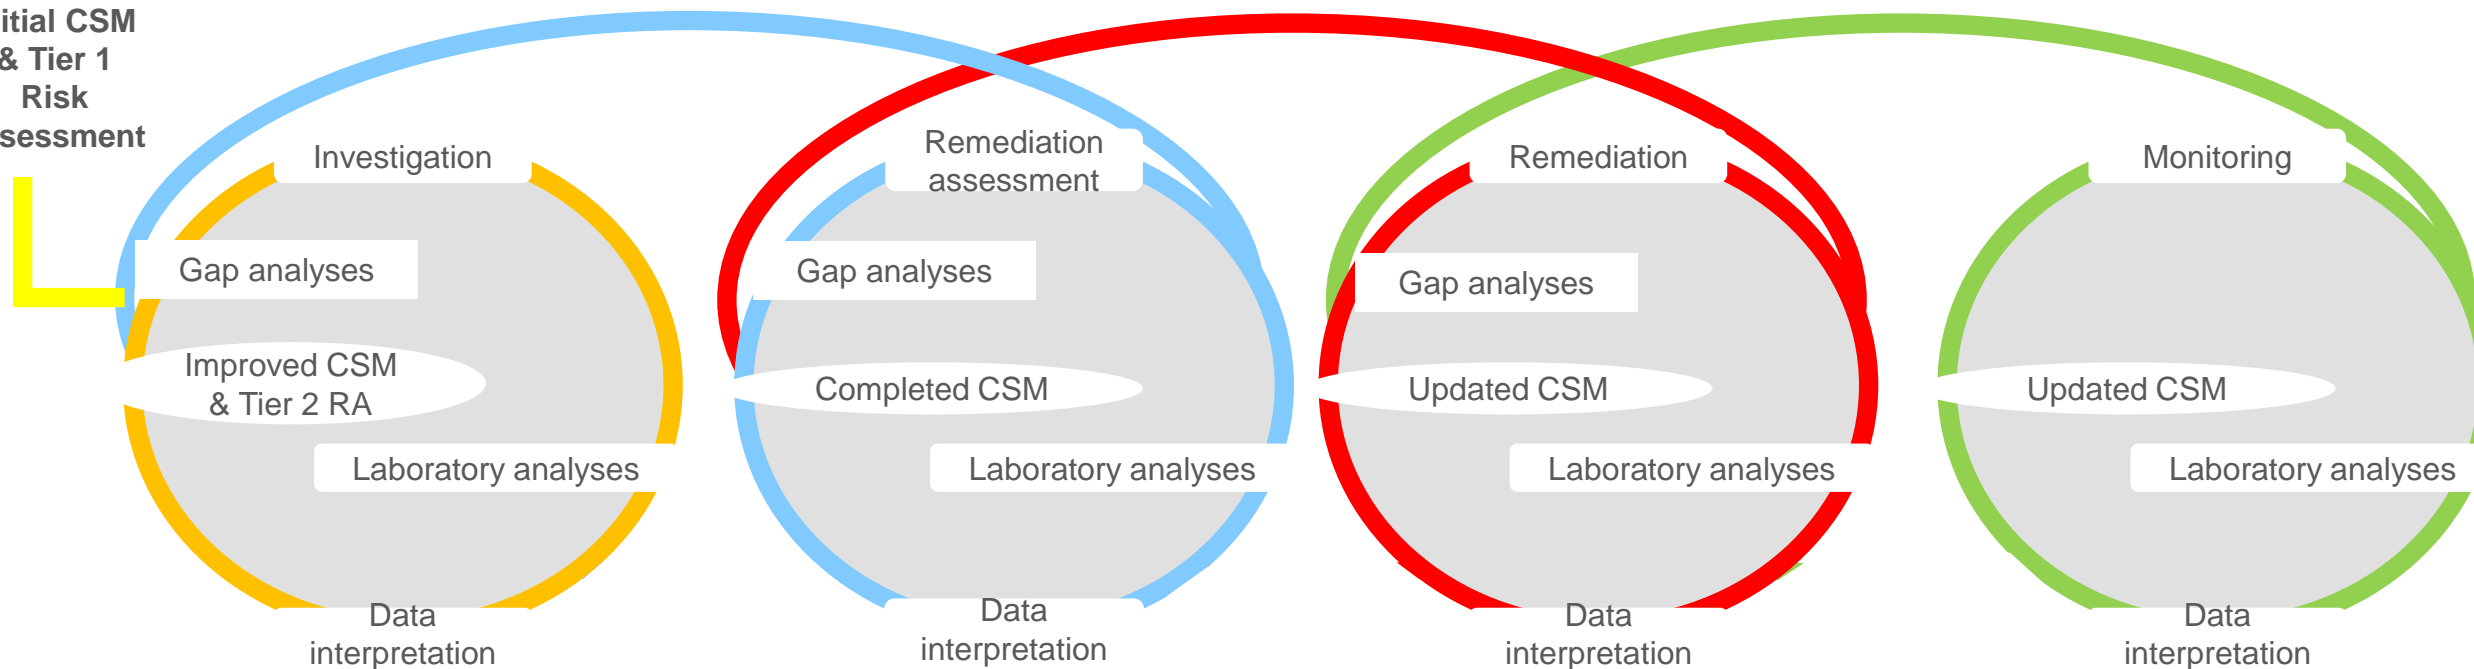 itial CSM
& Tier 1
Risk
sessment
Investigation
Gap analyses
Improved CSM
& Tier 2 RA
Laboratory analyses
Data
interpretation
Remediation
assessment
Gap analyses
Completed CSM
Laboratory analyses
Data
interpretation
Remediation
Gap analyses
Updated CSM
Laboratory analyses
Data
interpretation
Monitoring
Updated CSM
Laboratory analyses
Data
interpretation